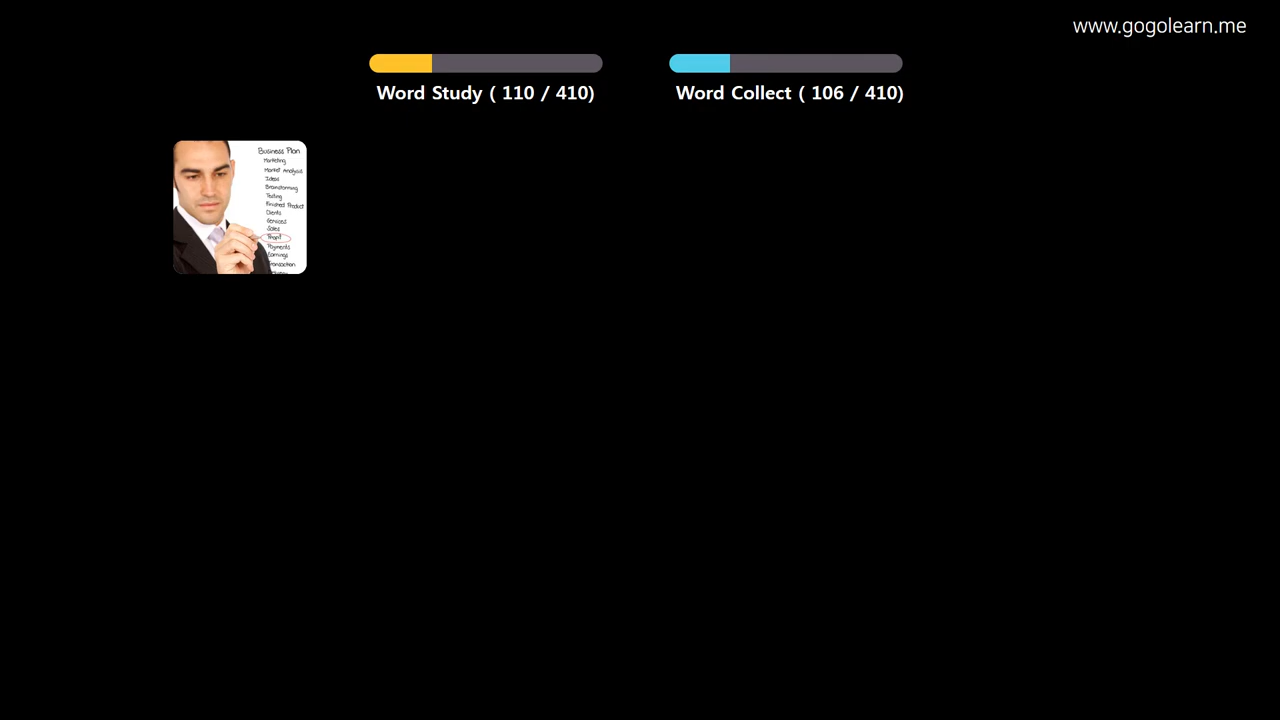 www.gogolearn.me
Word Study ( 110 / 410)
Word Collect ( 106 / 410)
Business Plan
Marketing
Market Analysis
Ideas
Brainstorming
Testing
Finished Product
Clients
Services
Sales
Profit
Payments
Earnings
Transaction